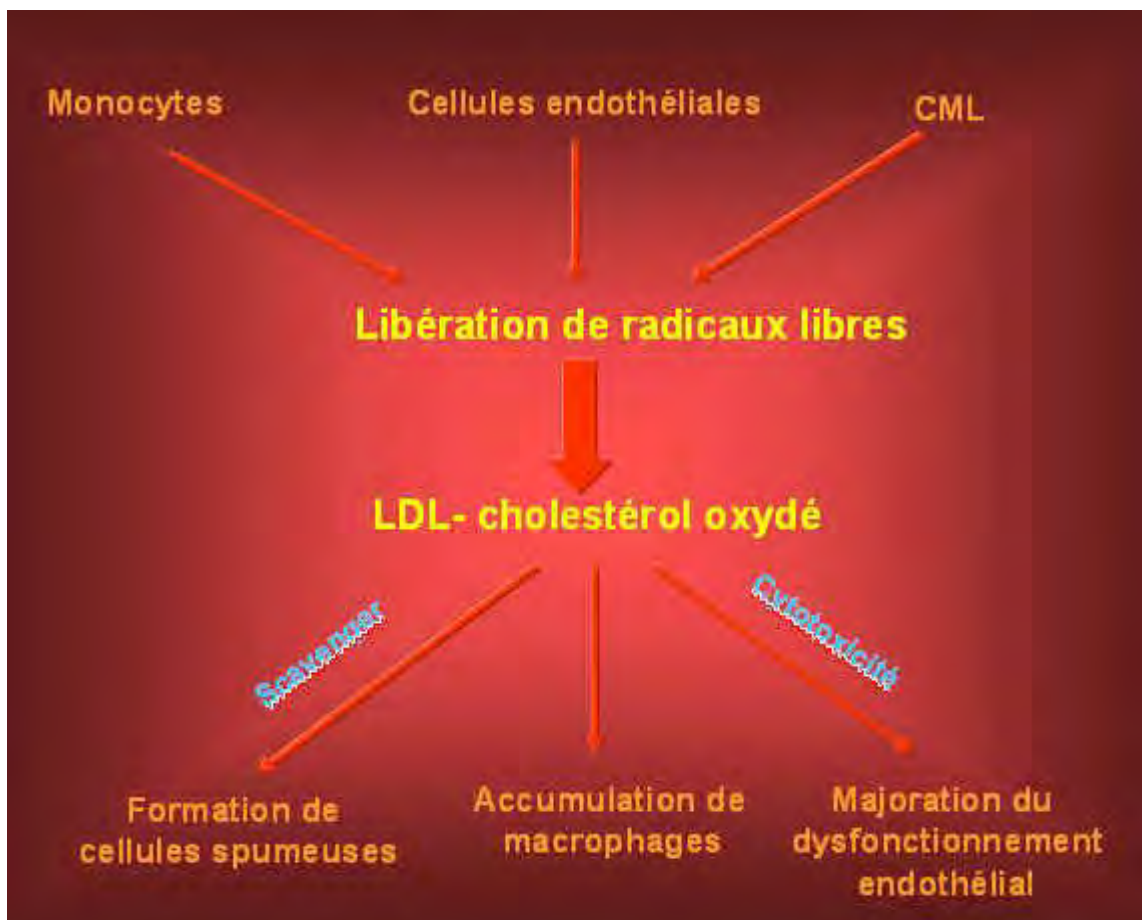 Monocytes
Cellules endothéliales
CML
Libération de radicaux libres
LDL- cholestérol oxydé
Scavenger
Cytotoxicité
Formation de
cellules spumeuses
Accumulation de
macrophages
Majoration du
dysfonctionnement
endothélial